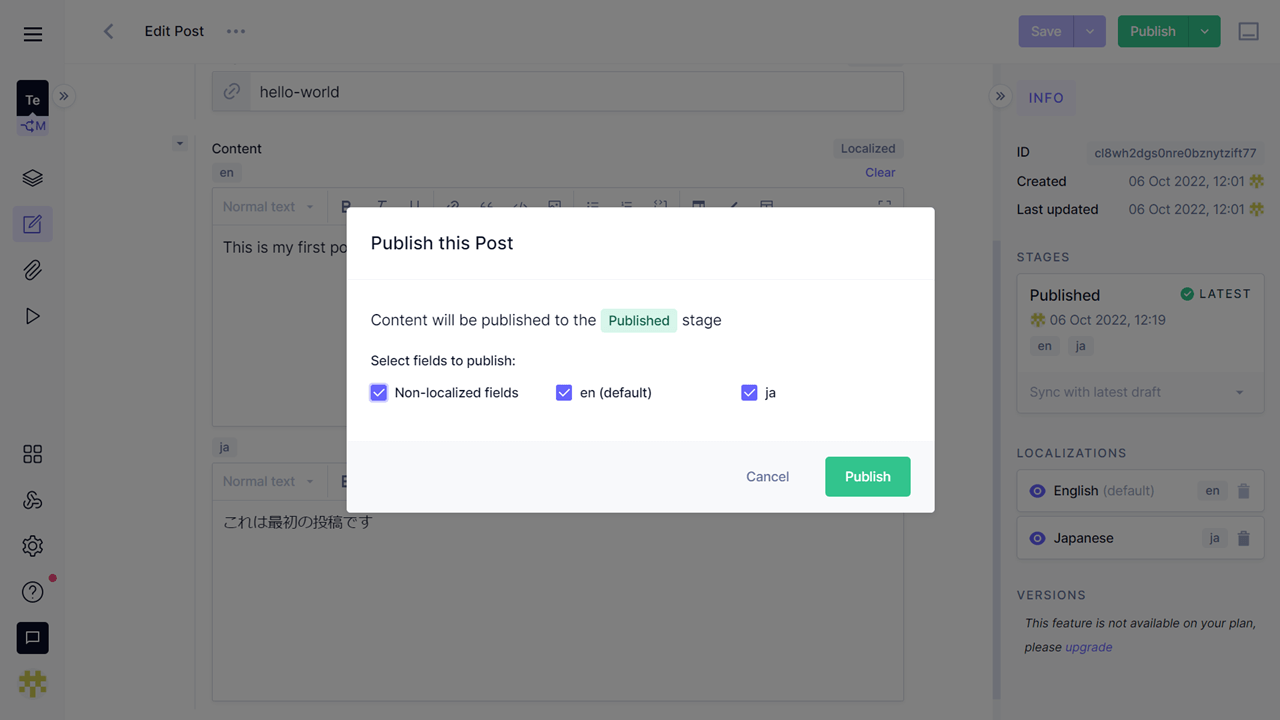 Edit Post
Save
Publish
Te
M
hello-world
INFO
ID
cl8wh2dgs0nre0bznytzift77
Created
06 Oct 2022, 12:01
Last updated
06 Oct 2022, 12:01
Content
Localized
en
Clear
Normal text
This is my first po
STAGES
Published
LATEST
06 Oct 2022, 12:19
en ja
Sync with latest draft
Publish this Post
Content will be published to the Published stage
Select fields to publish:
Non-localized fields
en (default)
ja
Cancel
Publish
ja
Normal text
これは最初の投稿です
LOCALIZATIONS
English (default)
en
Japanese
ja
VERSIONS
This feature is not available on your plan,
please upgrade